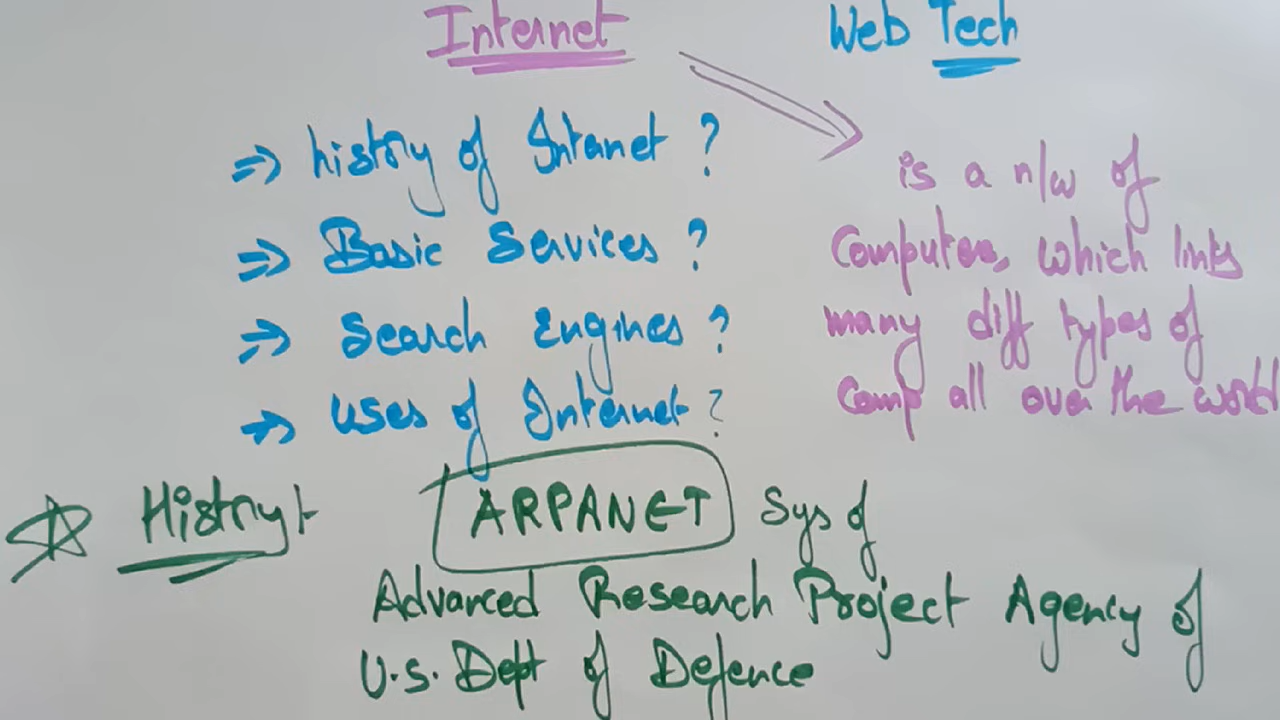 Internet
Web Tech
⇒ history of Intanet ?
⇒ Basic Services ?
⇒ Search Engines ?
⇒ Uses of Internet ?
is a n/w of
Computers, which links
many diff types of
Comp all over the world
☆ History:- ARPANET Sys of
Advanced Research Project Agency of
U.S. Dept of Defence